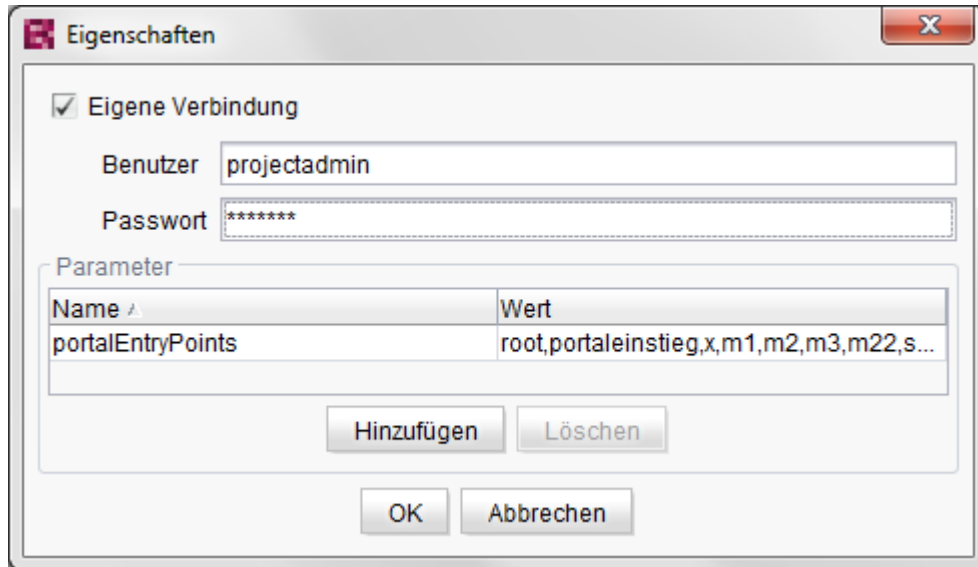 Eigenschaften
Eigene Verbindung
Benutzer projectadmin
Passwort *******
Parameter
Name Wert
portalEntryPoints root,portaleinstieg,x,m1,m2,m3,m22,s...
Hinzufügen Löschen
OK Abbrechen